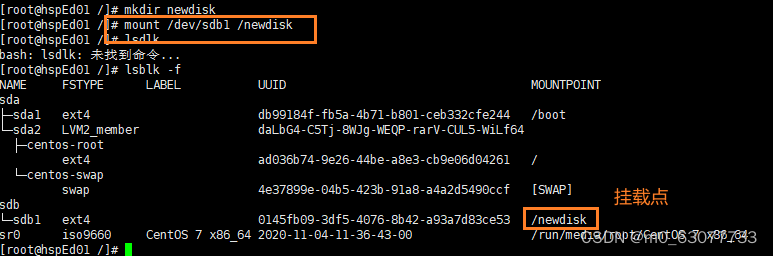 [root@hspEd01 /]# mkdir newdisk
[root@hspEd01 /]# mount /dev/sdb1 /newdisk
[root@hspEd01 /]# lsdlk
bash: lsdlk: 未找到命令...
[root@hspEd01 /]# lsblk -f
NAME FSTYPE LABEL UUID MOUNTPOINT
sda
├─sda1 ext4 db99184f-fb5a-4b71-b801-ceb332cfe244 /boot
└─sda2 LVM2_member daLbG4-C5Tj-8WJg-WEQP-rarV-CUL5-WiLf64
├─centos-root
ext4 ad036b74-9e26-44be-a8e3-cb9e06d04261 /
└─centos-swap
swap 4e37899e-04b5-423b-91a8-a4a2d5490ccf [SWAP]
挂载点
sdb
└─sdb1 ext4 0145fb09-3df5-4076-8b42-a93a7d83ce53 /newdisk
sr0 iso9660 CentOS 7 x86_64 2020-11-04-11-36-43-00 /run/media/root/CentOS 7 x86_64
CSDN @m0_63077733
[root@hspEd01 /]#